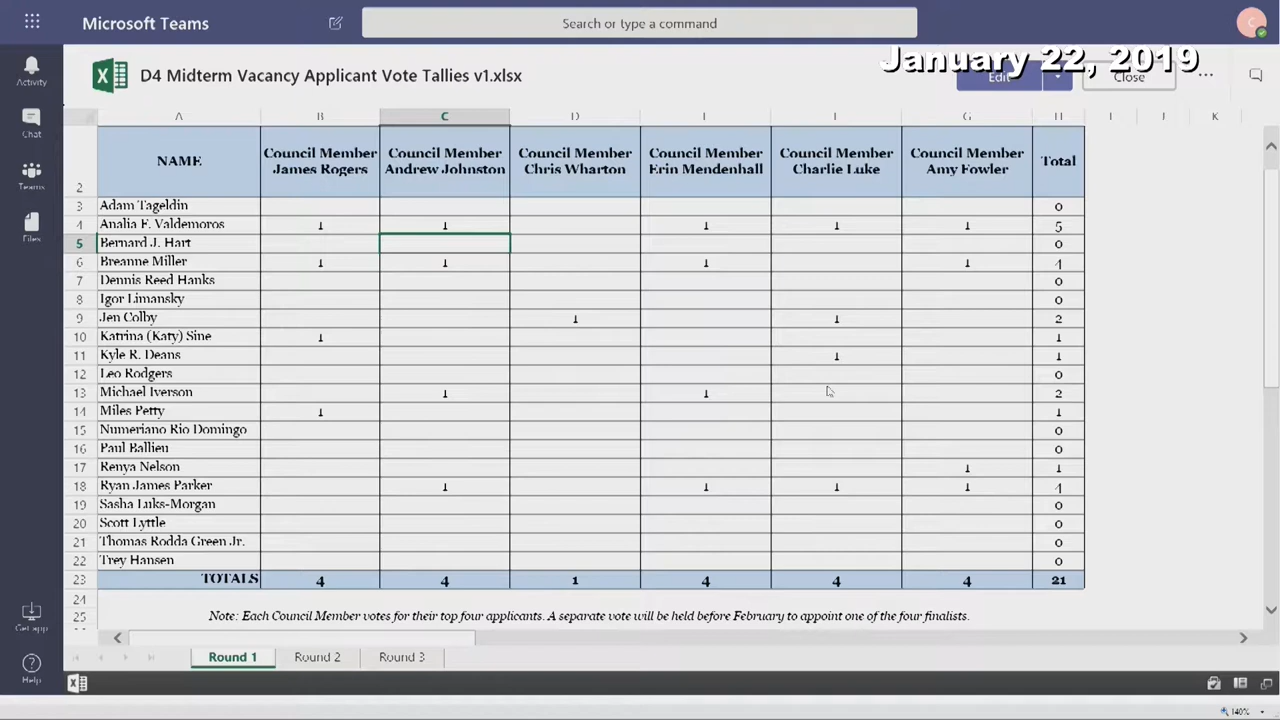 Microsoft Teams
Search or type a command
C
January 22, 2019
Activity
D4 Midterm Vacancy Applicant Vote Tallies v1.xlsx
Edit
Close
Chat
Teams
Files
Get app
Help
A B C D E F G H I J K
2 NAME Council Member James Rogers Council Member Andrew Johnston Council Member Chris Wharton Council Member Erin Mendenhall Council Member Charlie Luke Council Member Amy Fowler Total
3 Adam Tageldin 0
4 Analia F. Valdemoros 1 1 1 1 1 5
5 Bernard J. Hart 0
6 Breanne Miller 1 1 1 1 4
7 Dennis Reed Hanks 0
8 Igor Limansky 0
9 Jen Colby 1 1 2
10 Katrina (Katy) Sine 1 1
11 Kyle R. Deans 1 1
12 Leo Rodgers 0
13 Michael Iverson 1 1 2
14 Miles Petty 1 1
15 Numeriano Rio Domingo 0
16 Paul Ballieu 0
17 Renya Nelson 1 1
18 Ryan James Parker 1 1 1 1 4
19 Sasha Luks-Morgan 0
20 Scott Lyttle 0
21 Thomas Rodda Green Jr. 0
22 Trey Hansen 0
23 TOTALS 4 4 1 4 4 4 21
24
25 Note: Each Council Member votes for their top four applicants. A separate vote will be held before February to appoint one of the four finalists.
Round 1 Round 2 Round 3
140%